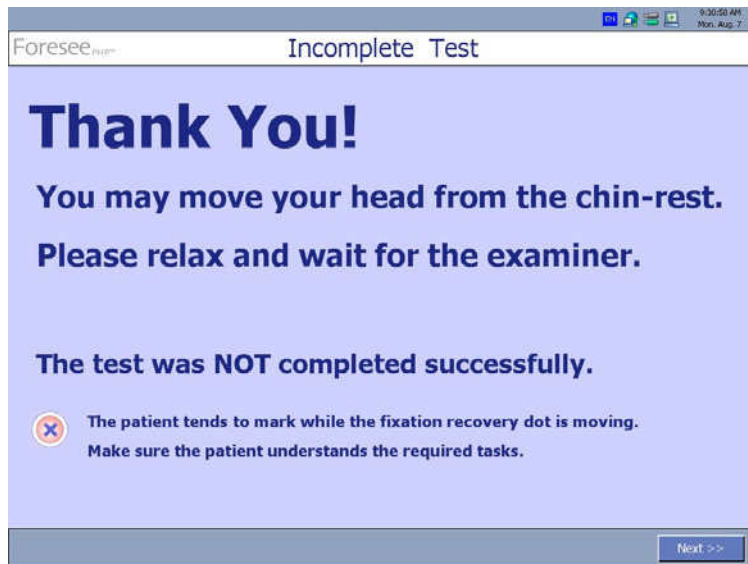 EN
9:30:58 AM
Mon. Aug. 7
Foresee
Incomplete Test
Thank You!
You may move your head from the chin-rest.
Please relax and wait for the examiner.
The test was NOT completed successfully.
The patient tends to mark while the fixation recovery dot is moving.
Make sure the patient understands the required tasks.
Next >>